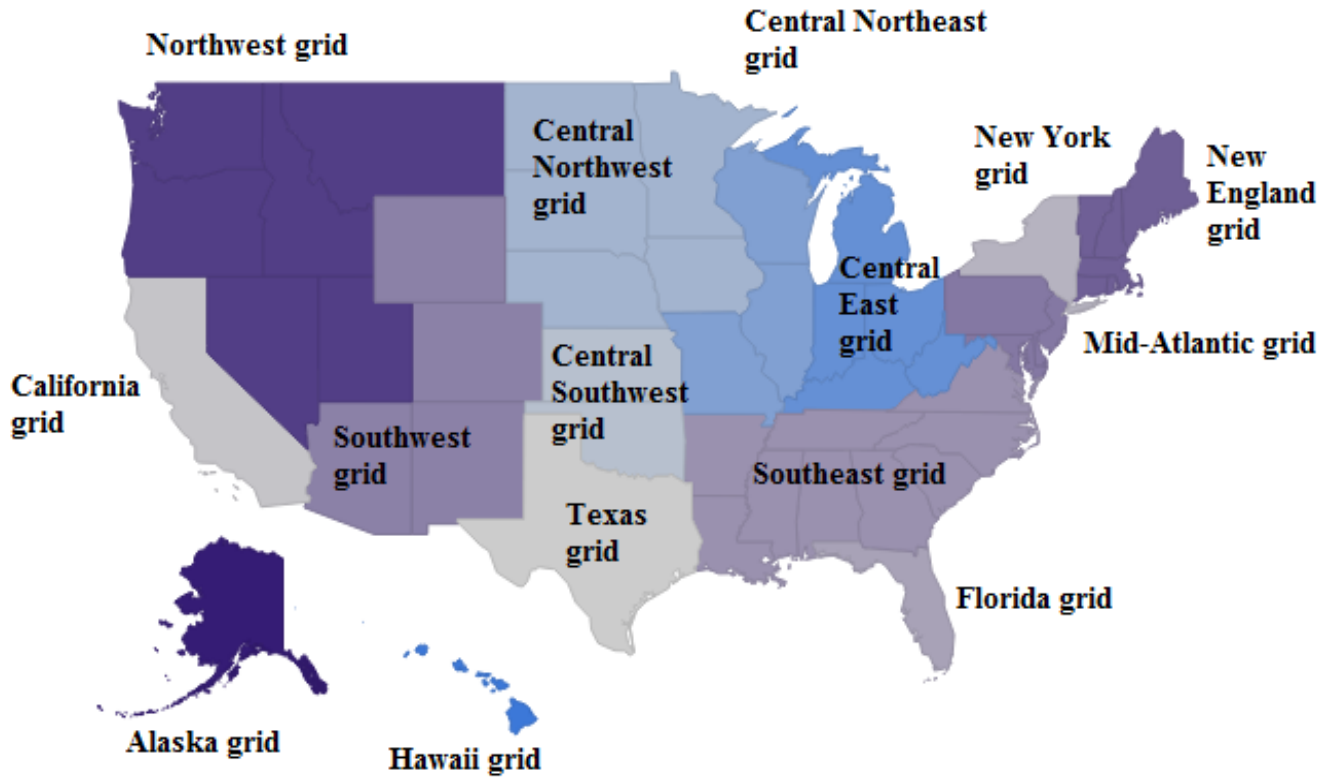 Central Northeast
grid
Northwest grid
Central
Northwest
grid
New York
grid
New
England
grid
Central
East
grid
Mid-Atlantic grid
California
grid
Central
Southwest
grid
Southwest
grid
Southeast grid
Texas
grid
Florida grid
Alaska grid
Hawaii grid